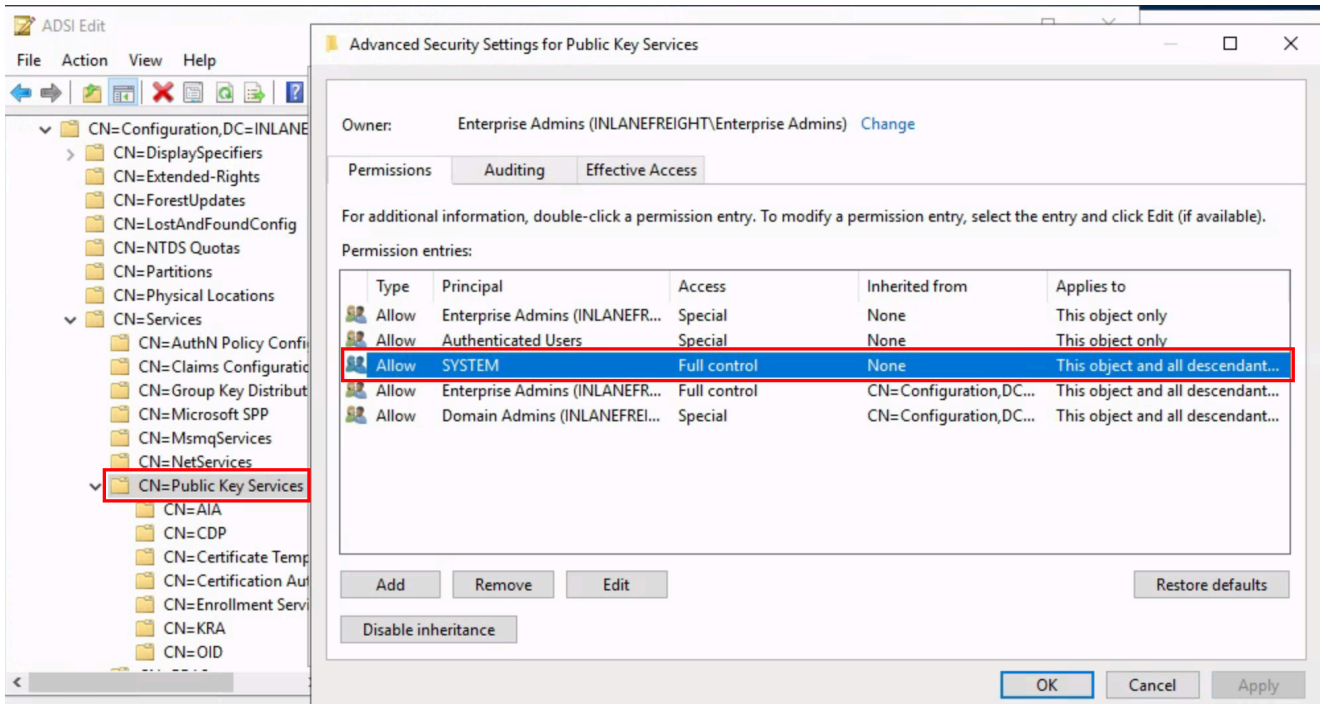 ADSI Edit
File Action View Help
CN=Configuration,DC=INLANE
CN=DisplaySpecifiers
CN=Extended-Rights
CN=ForestUpdates
CN=LostAndFoundConfig
CN=NTDS Quotas
CN=Partitions
CN=Physical Locations
CN=Services
CN=AuthN Policy Confi
CN=Claims Configuratic
CN=Group Key Distribut
CN=Microsoft SPP
CN=MsmqServices
CN=NetServices
CN=Public Key Services
CN=AIA
CN=CDP
CN=Certificate Temp
CN=Certification Aut
CN=Enrollment Servi
CN=KRA
CN=OID
Advanced Security Settings for Public Key Services
Owner: Enterprise Admins (INLANEFREIGHT\Enterprise Admins) Change
Permissions Auditing Effective Access
For additional information, double-click a permission entry. To modify a permission entry, select the entry and click Edit (if available).
Permission entries:
Type Principal Access Inherited from Applies to
Allow Enterprise Admins (INLANEFR... Special None This object only
Allow Authenticated Users Special None This object only
Allow SYSTEM Full control None This object and all descendant...
Allow Enterprise Admins (INLANEFR... Full control CN=Configuration,DC... This object and all descendant...
Allow Domain Admins (INLANEFREI... Special CN=Configuration,DC... This object and all descendant...
Add Remove Edit Restore defaults
Disable inheritance
OK Cancel Apply